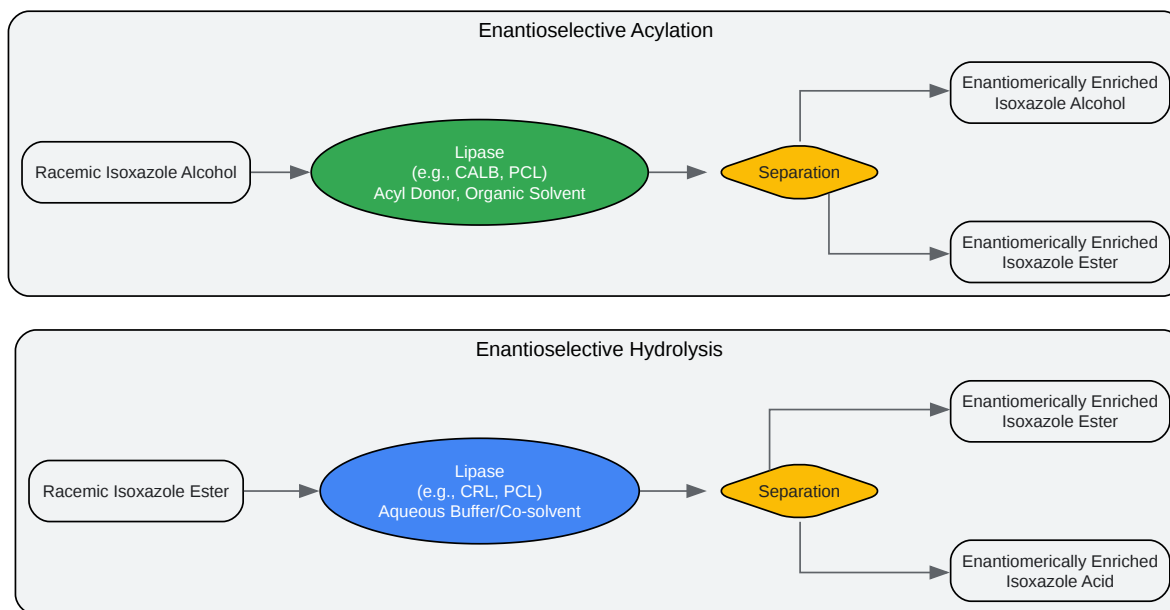 Enantioselective Acylation
Racemic Isoxazole Alcohol
Lipase
(e.g., CALB, PCL)
Acyl Donor, Organic Solvent
Separation
Enantiomerically Enriched
Isoxazole Alcohol
Enantiomerically Enriched
Isoxazole Ester
Enantioselective Hydrolysis
Racemic Isoxazole Ester
Lipase
(e.g., CRL, PCL)
Aqueous Buffer/Co-solvent
Separation
Enantiomerically Enriched
Isoxazole Ester
Enantiomerically Enriched
Isoxazole Acid